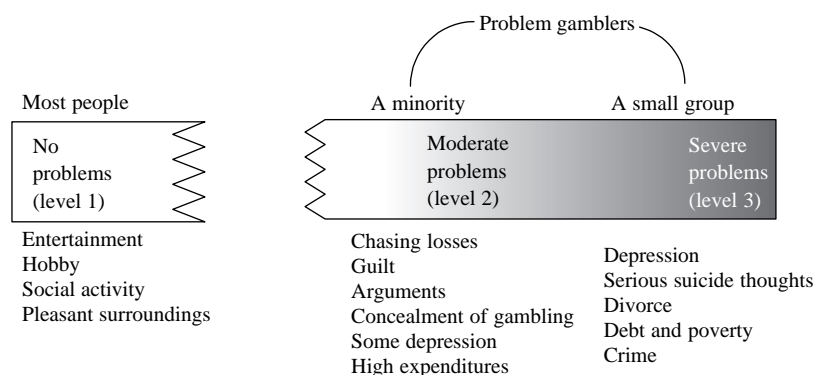 Problem gamblers
Most people
A minority
A small group
No
problems
(level 1)
Moderate
problems
(level 2)
Severe
problems
(level 3)
Entertainment
Hobby
Social activity
Pleasant surroundings
Chasing losses
Guilt
Arguments
Concealment of gambling
Some depression
High expenditures
Depression
Serious suicide thoughts
Divorce
Debt and poverty
Crime